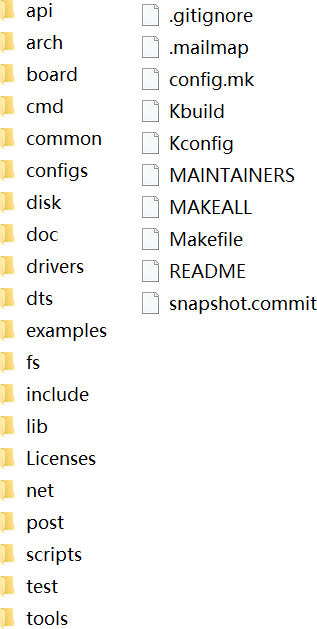 api
arch
board
cmd
common
configs
disk
doc
drivers
dts
examples
fs
include
lib
Licenses
net
post
scripts
test
tools
.gitignore
.mailmap
config.mk
Kbuild
Kconfig
MAINTAINERS
MAKEALL
Makefile
README
snapshot.commit